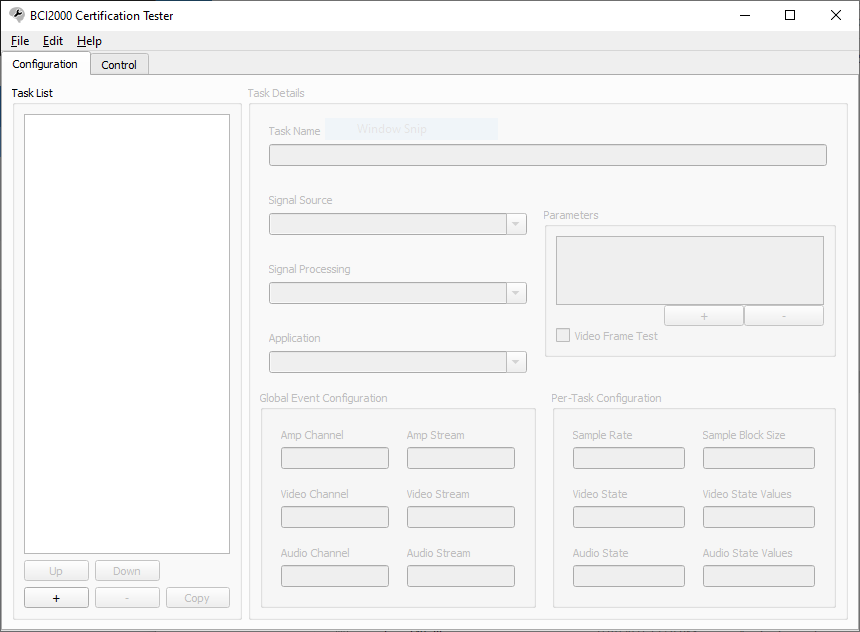 BCI2000 Certification Tester
File Edit Help
Configuration Control
Task List
Task Details
Task Name
Window Snip
Signal Source
Parameters
Signal Processing
+ -
Video Frame Test
Application
Global Event Configuration
Per-Task Configuration
Amp Channel Amp Stream
Sample Rate Sample Block Size
Video Channel Video Stream
Video State Video State Values
Audio Channel Audio Stream
Audio State Audio State Values
Up Down
+ - Copy